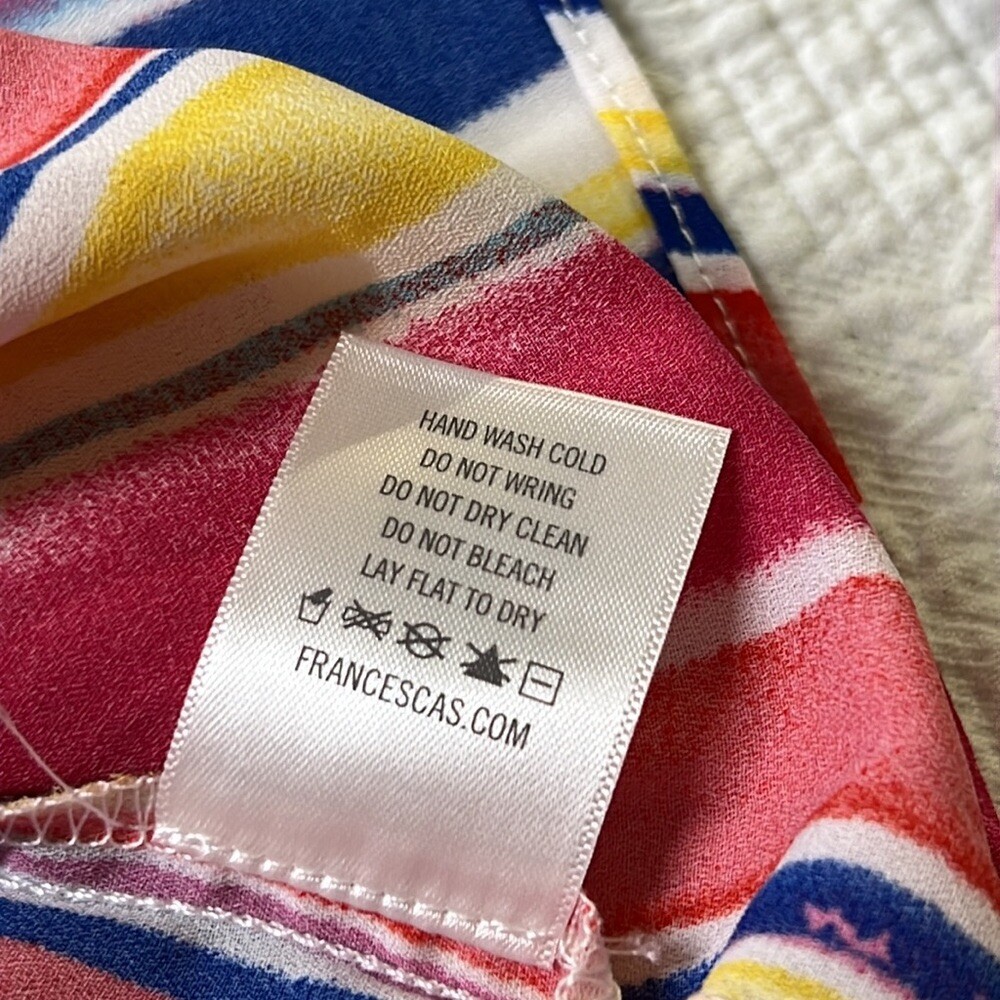 HAND WASH COLD
DO NOT WRING
DO NOT DRY CLEAN
DO NOT BLEACH
LAY FLAT TO DRY
FRANCESCAS.COM